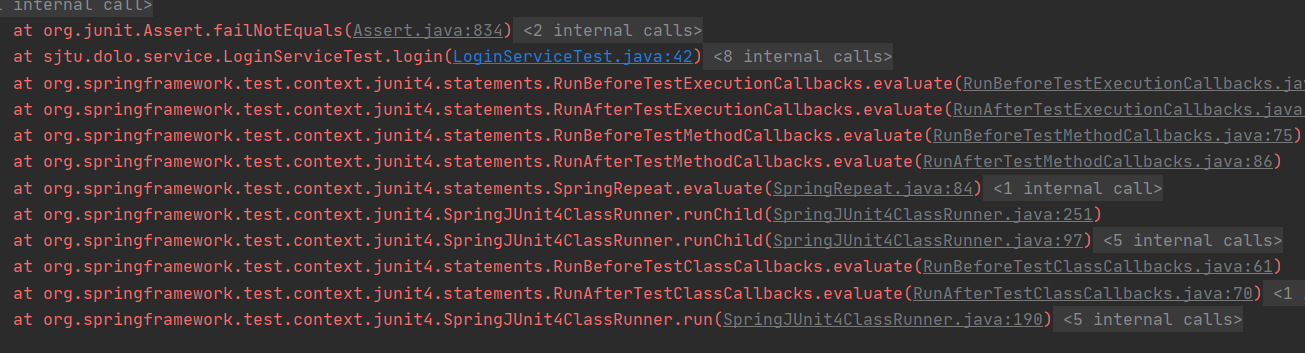 internal call>
at org.junit.Assert.failNotEquals(Assert.java:834) <2 internal calls>
at sjtu.dolo.service.LoginServiceTest.login(LoginServiceTest.java:42) <8 internal calls>
at org.springframework.test.context.junit4.statements.RunBeforeTestExecutionCallbacks.evaluate(RunBeforeTestExecutionCallbacks.ja
at org.springframework.test.context.junit4.statements.RunAfterTestExecutionCallbacks.evaluate(RunAfterTestExecutionCallbacks.java
at org.springframework.test.context.junit4.statements.RunBeforeTestMethodCallbacks.evaluate(RunBeforeTestMethodCallbacks.java:75)
at org.springframework.test.context.junit4.statements.RunAfterTestMethodCallbacks.evaluate(RunAfterTestMethodCallbacks.java:86)
at org.springframework.test.context.junit4.statements.SpringRepeat.evaluate(SpringRepeat.java:84) <1 internal call>
at org.springframework.test.context.junit4.SpringJUnit4ClassRunner.runChild(SpringJUnit4ClassRunner.java:251)
at org.springframework.test.context.junit4.SpringJUnit4ClassRunner.runChild(SpringJUnit4ClassRunner.java:97) <5 internal calls>
at org.springframework.test.context.junit4.statements.RunBeforeTestClassCallbacks.evaluate(RunBeforeTestClassCallbacks.java:61)
at org.springframework.test.context.junit4.statements.RunAfterTestClassCallbacks.evaluate(RunAfterTestClassCallbacks.java:70) <1
at org.springframework.test.context.junit4.SpringJUnit4ClassRunner.run(SpringJUnit4ClassRunner.java:190) <5 internal calls>